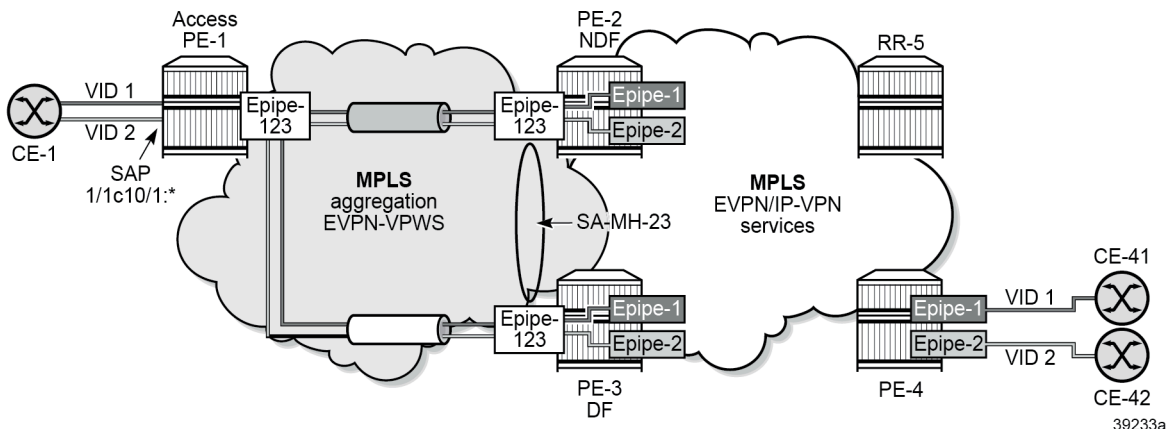 Access
PE-1
PE-2
NDF
RR-5
VID 1
VID 2
CE-1
SAP
1/1c10/1:*
Epipe-
123
Epipe-
123
Epipe-1
Epipe-2
MPLS
aggregation
EVPN-VPWS
SA-MH-23
MPLS
EVPN/IP-VPN
services
Epipe-
123
Epipe-1
Epipe-2
PE-3
DF
Epipe-1
Epipe-2
PE-4
VID 1
VID 2
CE-41
CE-42
39233a